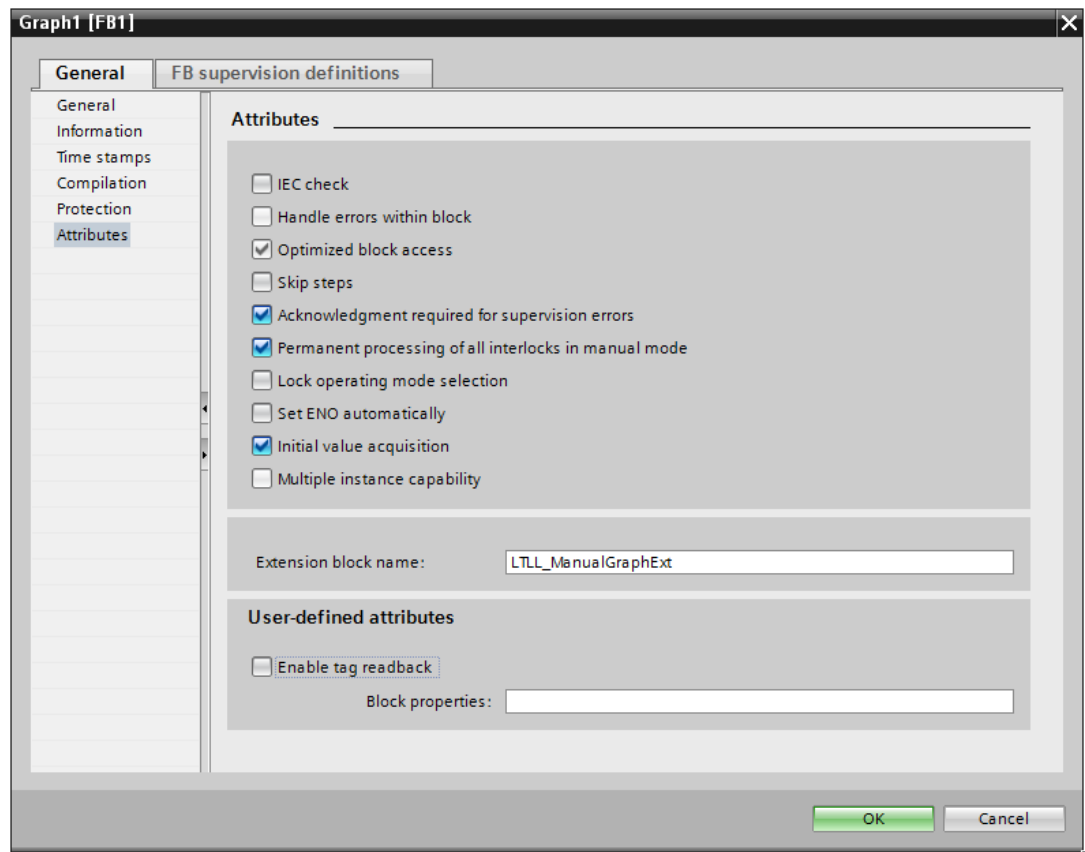 Graph1 [FB1]
General
FB supervision definitions
General
Information
Time stamps
Compilation
Protection
Attributes
Attributes
IEC check
Handle errors within block
Optimized block access
Skip steps
Acknowledgment required for supervision errors
Permanent processing of all interlocks in manual mode
Lock operating mode selection
Set ENO automatically
Initial value acquisition
Multiple instance capability
Extension block name: LTLL_ManualGraphExt
User-defined attributes
Enable tag readback
Block properties:
OK
Cancel